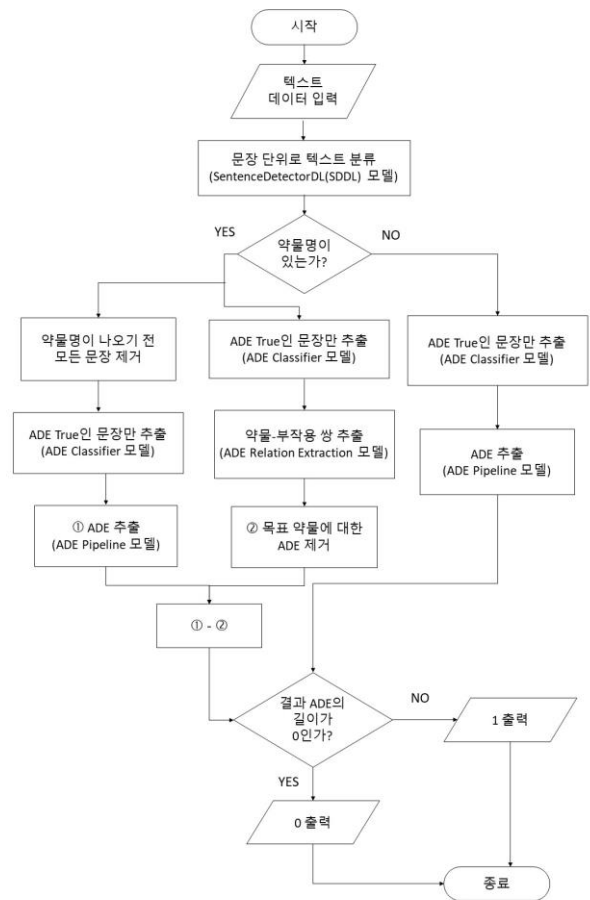 시작
텍스트
데이터 입력
문장 단위로 텍스트 분류
(SentenceDetectorDL(SDDL) 모델)
YES
약물명이
있는가?
NO
약물명이 나오기 전
모든 문장 제거
ADE True인 문장만 추출
(ADE Classifier 모델)
ADE True인 문장만 추출
(ADE Classifier 모델)
ADE True인 문장만 추출
(ADE Classifier 모델)
약물-부작용 쌍 추출
(ADE Relation Extraction 모델)
ADE 추출
(ADE Pipeline 모델)
① ADE 추출
(ADE Pipeline 모델)
② 목표 약물에 대한
ADE 제거
① - ②
결과 ADE의
길이가
0인가?
NO
1 출력
YES
0 출력
종료